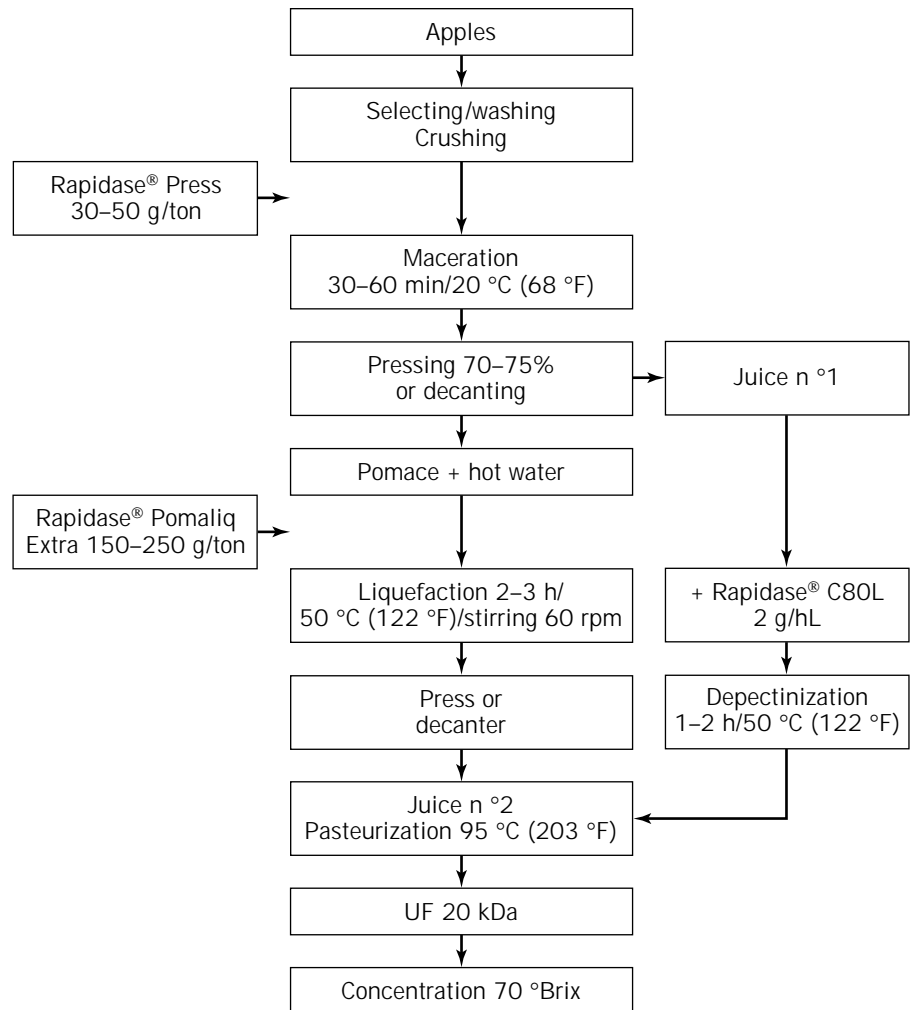 Apples
Selecting/washing
Crushing
Rapidase® Press
30–50 g/ton
Maceration
30–60 min/20 °C (68 °F)
Pressing 70–75%
or decanting
Juice n °1
Pomace + hot water
Rapidase® Pomaliq
Extra 150–250 g/ton
Liquefaction 2–3 h/
50 °C (122 °F)/stirring 60 rpm
+ Rapidase® C80L
2 g/hL
Press or
decanter
Depectinization
1–2 h/50 °C (122 °F)
Juice n °2
Pasteurization 95 °C (203 °F)
UF 20 kDa
Concentration 70 °Brix